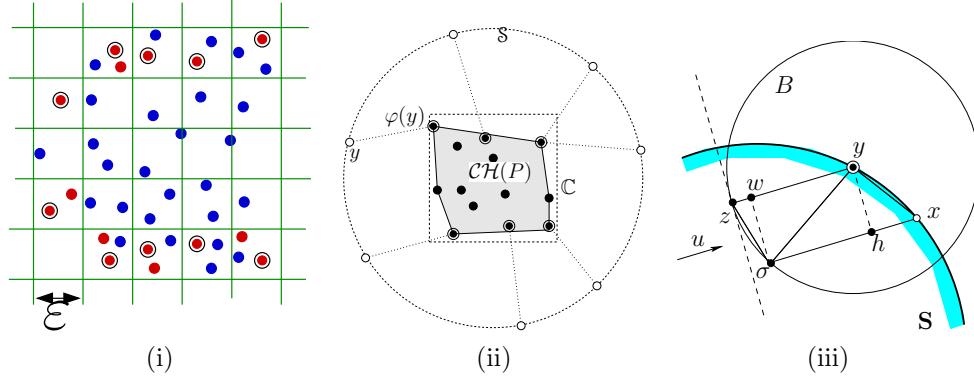 ε
(i)
𝕊
φ(y)
y
𝒞ℋ(P)
ℂ
(ii)
B
y
w
z
x
h
u
σ
S
(iii)